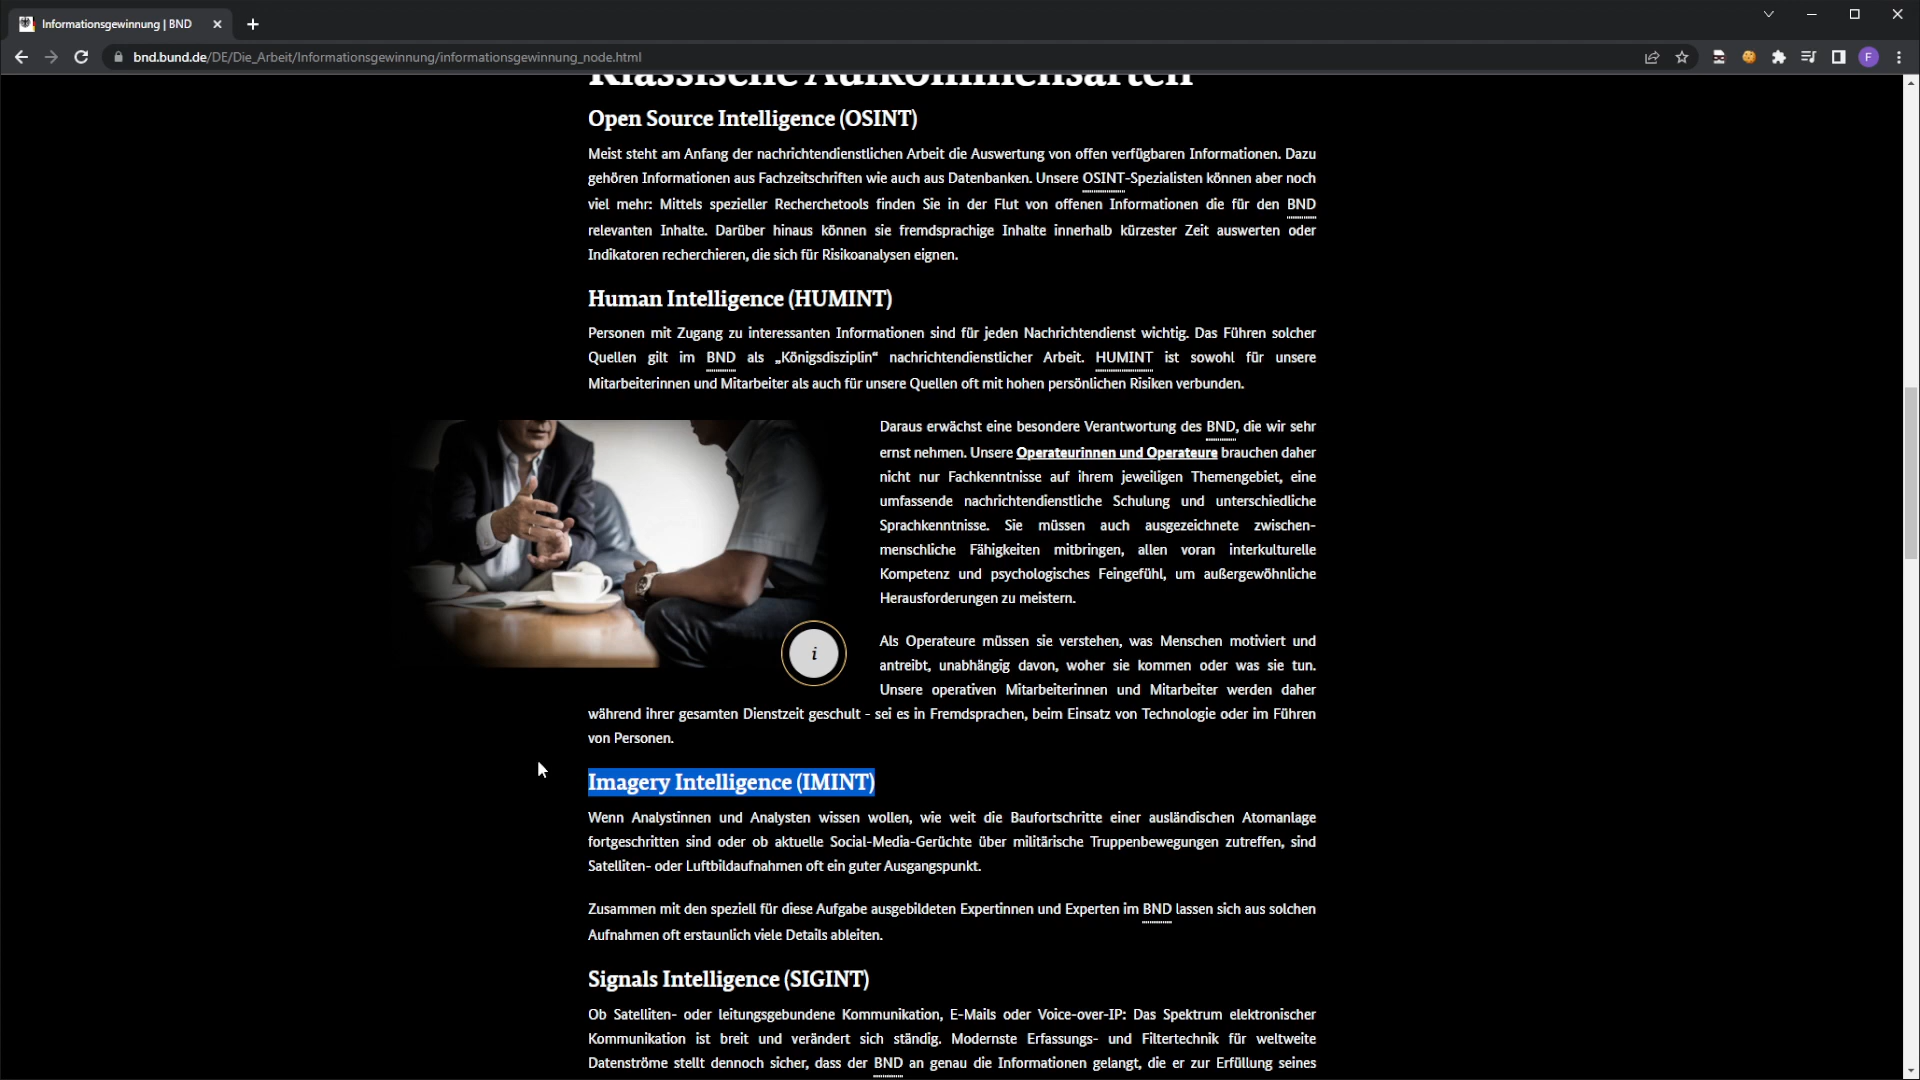 Informationsgewinnung | BND
bnd.bund.de/DE/Die_Arbeit/Informationsgewinnung/informationsgewinnung_node.html
F
Klassische Aufkommensarten
Open Source Intelligence (OSINT)
Meist steht am Anfang der nachrichtendienstlichen Arbeit die Auswertung von offen verfügbaren Informationen. Dazu
gehören Informationen aus Fachzeitschriften wie auch aus Datenbanken. Unsere OSINT-Spezialisten können aber noch
viel mehr: Mittels spezieller Recherchetools finden Sie in der Flut von offenen Informationen die für den BND
relevanten Inhalte. Darüber hinaus können sie fremdsprachige Inhalte innerhalb kürzester Zeit auswerten oder
Indikatoren recherchieren, die sich für Risikoanalysen eignen.
Human Intelligence (HUMINT)
Personen mit Zugang zu interessanten Informationen sind für jeden Nachrichtendienst wichtig. Das Führen solcher
Quellen gilt im BND als „Königsdisziplin“ nachrichtendienstlicher Arbeit. HUMINT ist sowohl für unsere
Mitarbeiterinnen und Mitarbeiter als auch für unsere Quellen oft mit hohen persönlichen Risiken verbunden.
Daraus erwächst eine besondere Verantwortung des BND, die wir sehr
ernst nehmen. Unsere Operateurinnen und Operateure brauchen daher
nicht nur Fachkenntnisse auf ihrem jeweiligen Themengebiet, eine
umfassende nachrichtendienstliche Schulung und unterschiedliche
Sprachkenntnisse. Sie müssen auch ausgezeichnete zwischen-
menschliche Fähigkeiten mitbringen, allen voran interkulturelle
Kompetenz und psychologisches Feingefühl, um außergewöhnliche
Herausforderungen zu meistern.
i
Als Operateure müssen sie verstehen, was Menschen motiviert und
antreibt, unabhängig davon, woher sie kommen oder was sie tun.
Unsere operativen Mitarbeiterinnen und Mitarbeiter werden daher
während ihrer gesamten Dienstzeit geschult - sei es in Fremdsprachen, beim Einsatz von Technologie oder im Führen
von Personen.
Imagery Intelligence (IMINT)
Wenn Analystinnen und Analysten wissen wollen, wie weit die Baufortschritte einer ausländischen Atomanlage
fortgeschritten sind oder ob aktuelle Social-Media-Gerüchte über militärische Truppenbewegungen zutreffen, sind
Satelliten- oder Luftbildaufnahmen oft ein guter Ausgangspunkt.
Zusammen mit den speziell für diese Aufgabe ausgebildeten Expertinnen und Experten im BND lassen sich aus solchen
Aufnahmen oft erstaunlich viele Details ableiten.
Signals Intelligence (SIGINT)
Ob Satelliten- oder leitungsgebundene Kommunikation, E-Mails oder Voice-over-IP: Das Spektrum elektronischer
Kommunikation ist breit und verändert sich ständig. Modernste Erfassungs- und Filtertechnik für weltweite
Datenströme stellt dennoch sicher, dass der BND an genau die Informationen gelangt, die er zur Erfüllung seines